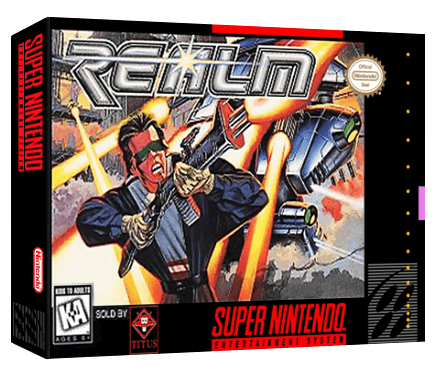 REALM
Official
Nintendo
Seal
SUPER NINTENDO
ENTERTAINMENT SYSTEM
Nintendo
KIDS TO ADULTS
K-A
AGES 6+
SOLD BY
TITUS
SUPER NINTENDO
ENTERTAINMENT SYSTEM